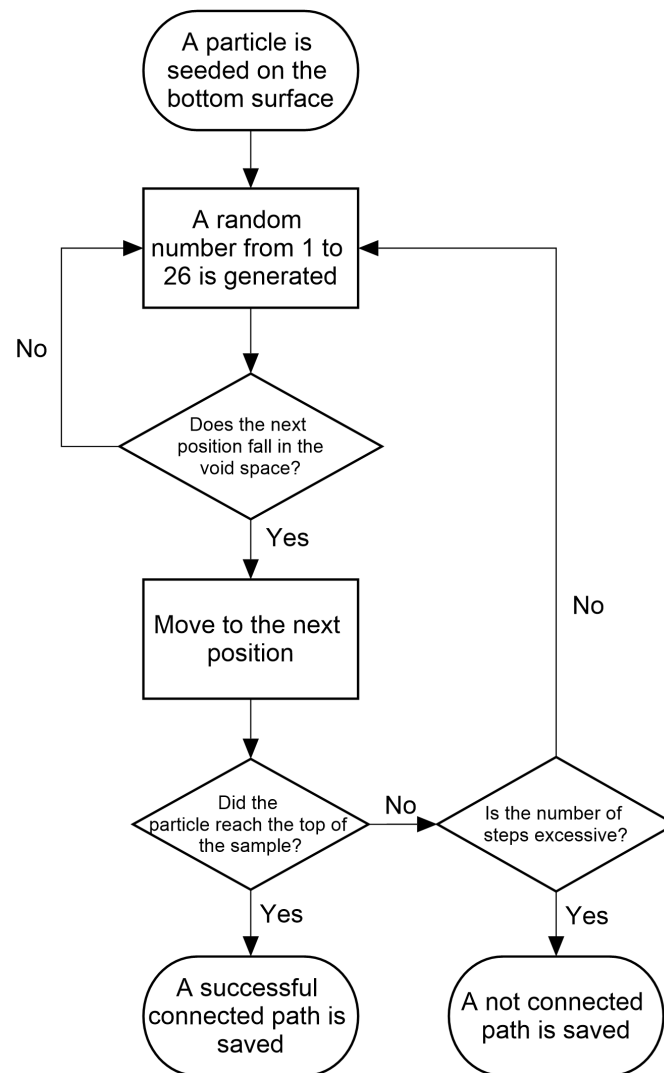 A particle is
seeded on the
bottom surface
A random
number from 1 to
26 is generated
No
Does the next
position fall in the
void space?
Yes
Move to the next
position
No
Did the
particle reach the top of
the sample?
No
Is the number of
steps excessive?
Yes
Yes
A successful
connected path is
saved
A not connected
path is saved